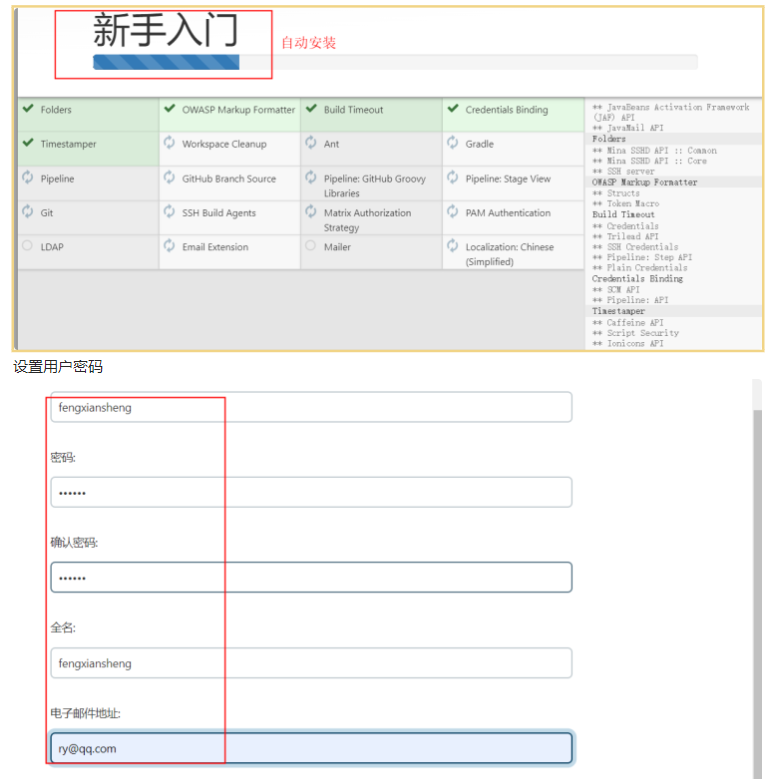 新手入门
自动安装
Folders
OWASP Markup Formatter
Build Timeout
Credentials Binding
Timestamper
Workspace Cleanup
Ant
Gradle
Pipeline
GitHub Branch Source
Pipeline: GitHub Groovy
Libraries
Pipeline: Stage View
Git
SSH Build Agents
Matrix Authorization
Strategy
PAM Authentication
LDAP
Email Extension
Mailer
Localization: Chinese
(Simplified)
** JavaBeans Activation Framework
(JAF) API
** JavaMail API
Folders
** Mina SSHD API :: Common
** Mina SSHD API :: Core
** SSH server
OWASP Markup Formatter
** Structs
** Token Macro
Build Timeout
** Credentials
** Trilead API
** SSH Credentials
** Pipeline: Step API
** Plain Credentials
Credentials Binding
** SCM API
** Pipeline: API
Timestamper
** Caffeine API
** Script Security
** Ionicons API
设置用户密码
fengxiansheng
密码:
••••••
确认密码:
••••••
全名:
fengxiansheng
电子邮件地址:
ry@qq.com